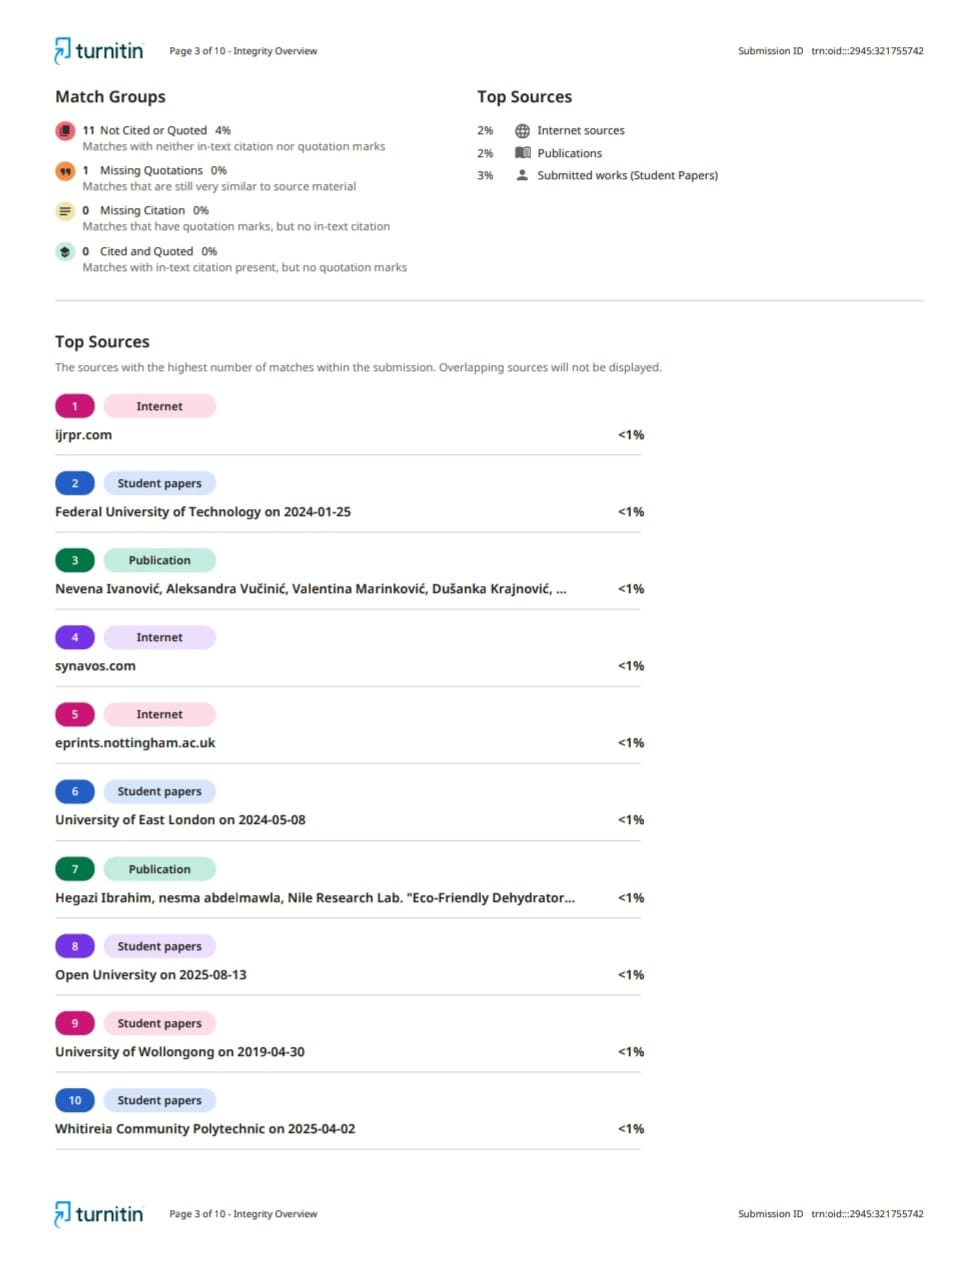 turnitin Page 3 of 10 - Integrity Overview Submission ID trn:oid:::2945:321755742
Match Groups
11 Not Cited or Quoted 4%
Matches with neither in-text citation nor quotation marks
1 Missing Quotations 0%
Matches that are still very similar to source material
0 Missing Citation 0%
Matches that have quotation marks, but no in-text citation
0 Cited and Quoted 0%
Matches with in-text citation present, but no quotation marks
Top Sources
2% Internet sources
2% Publications
3% Submitted works (Student Papers)
Top Sources
The sources with the highest number of matches within the submission. Overlapping sources will not be displayed.
1 Internet
ijrpr.com <1%
2 Student papers
Federal University of Technology on 2024-01-25 <1%
3 Publication
Nevena Ivanović, Aleksandra Vučinić, Valentina Marinković, Dušanka Krajnović, ... <1%
4 Internet
synavos.com <1%
5 Internet
eprints.nottingham.ac.uk <1%
6 Student papers
University of East London on 2024-05-08 <1%
7 Publication
Hegazi Ibrahim, nesma abdelmawla, Nile Research Lab. "Eco-Friendly Dehydrator... <1%
8 Student papers
Open University on 2025-08-13 <1%
9 Student papers
University of Wollongong on 2019-04-30 <1%
10 Student papers
Whitireia Community Polytechnic on 2025-04-02 <1%
turnitin Page 3 of 10 - Integrity Overview Submission ID trn:oid:::2945:321755742